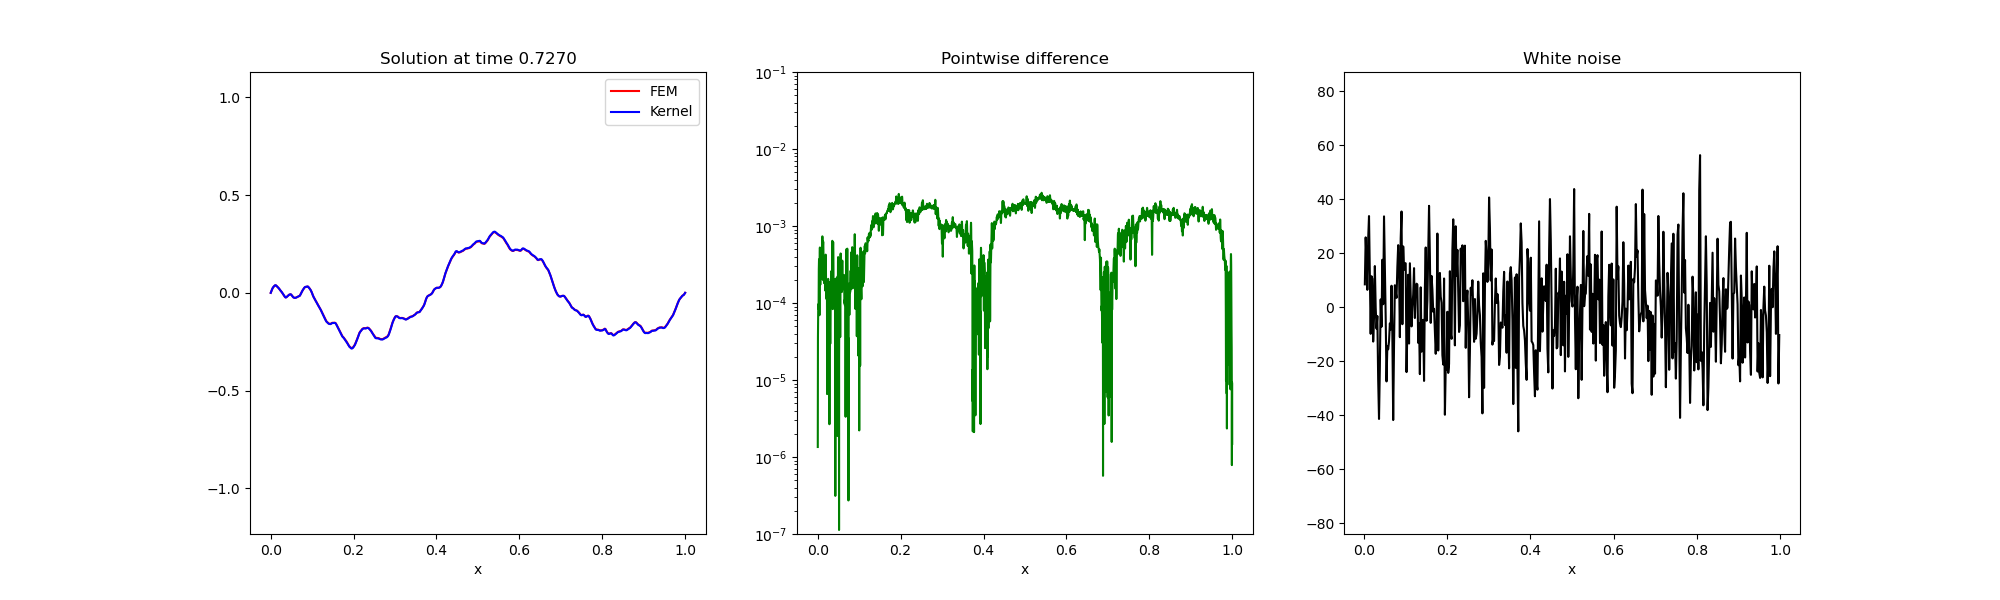 Solution at time 0.7270
1.0
0.5
0.0
−0.5
−1.0
0.0 0.2 0.4 0.6 0.8 1.0
x
FEM
Kernel
Pointwise difference
10⁻¹
10⁻²
10⁻³
10⁻⁴
10⁻⁵
10⁻⁶
10⁻⁷
0.0 0.2 0.4 0.6 0.8 1.0
x
White noise
80
60
40
20
0
−20
−40
−60
−80
0.0 0.2 0.4 0.6 0.8 1.0
x